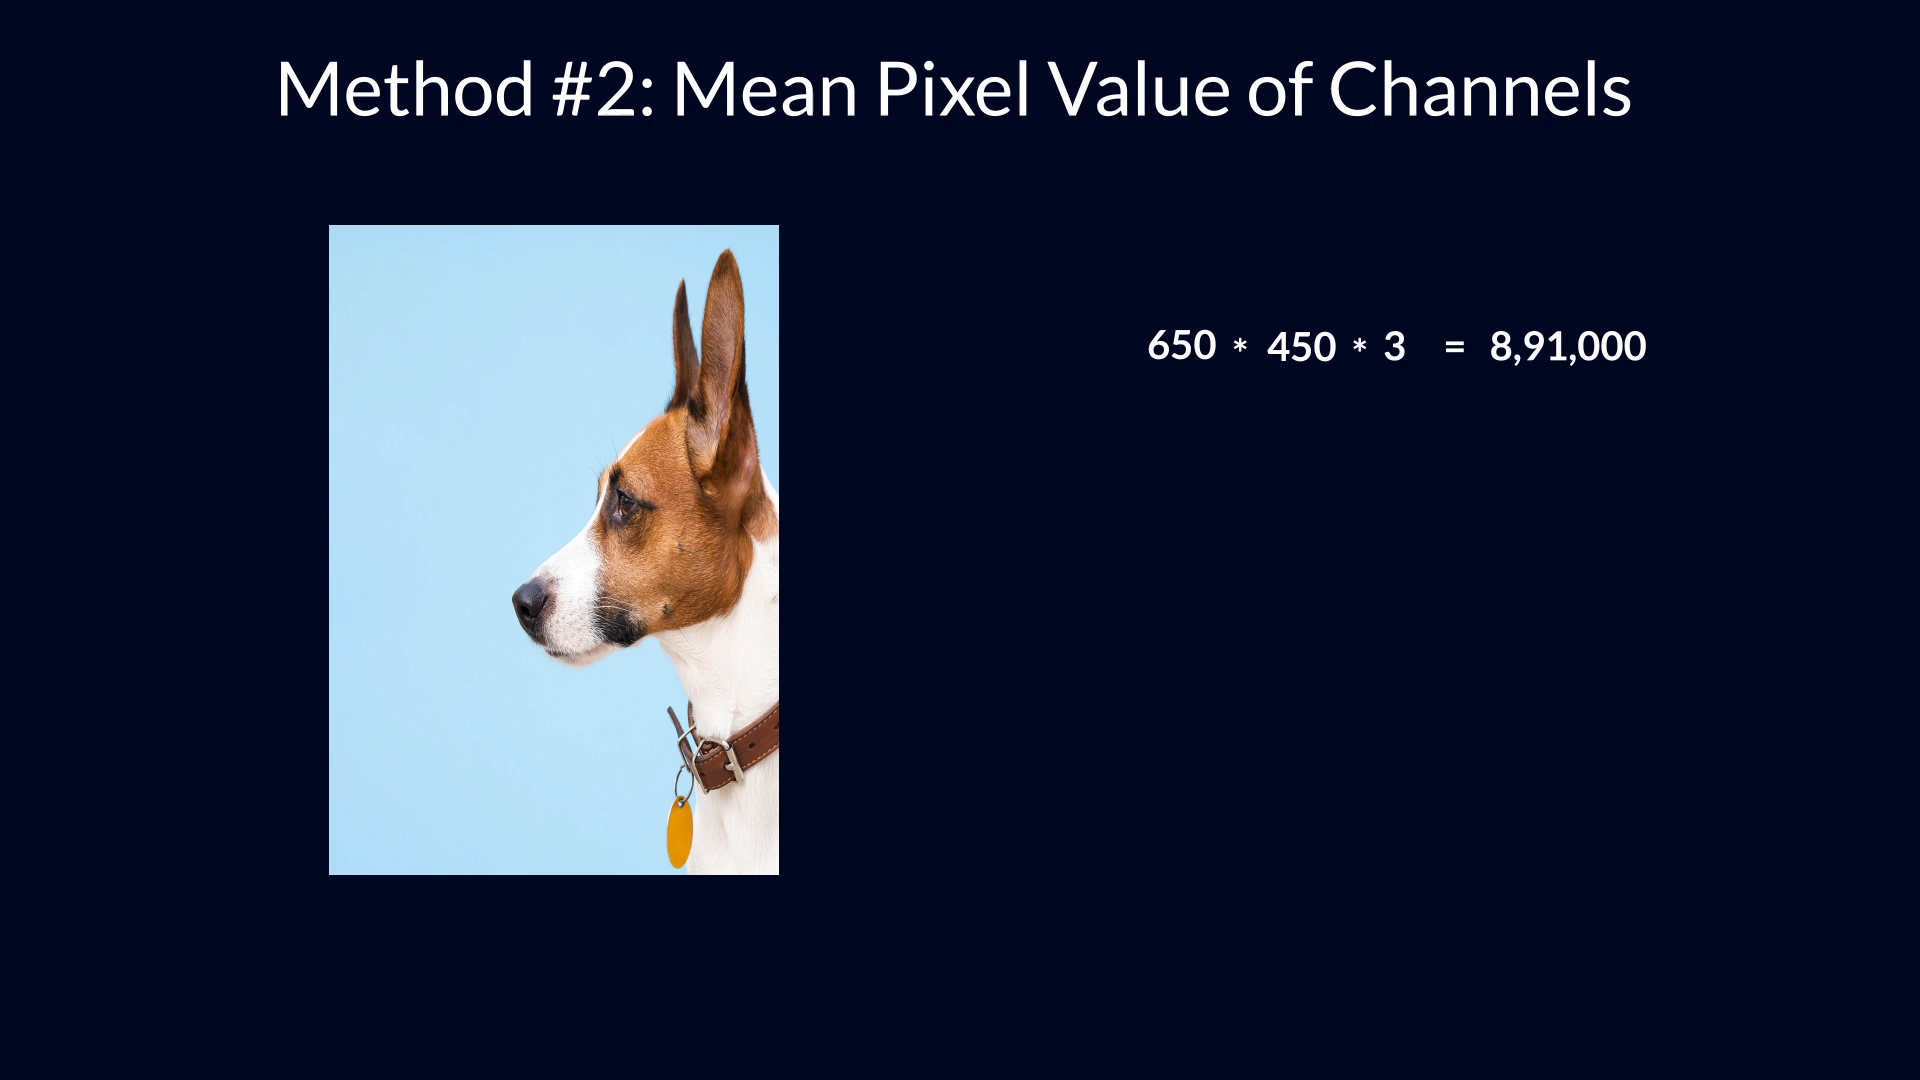 Method #2: Mean Pixel Value of Channels
650 * 450 * 3 = 8,91,000